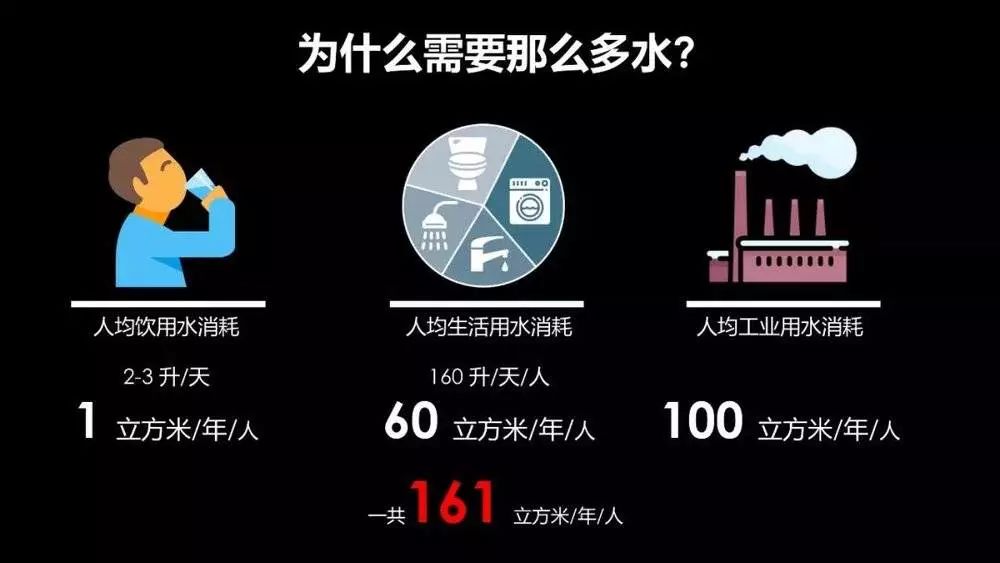 为什么需要那么多水?
人均饮用水消耗
2-3 升/天
1 立方米/年/人
人均生活用水消耗
160 升/天/人
60 立方米/年/人
人均工业用水消耗
100 立方米/年/人
一共161 立方米/年/人